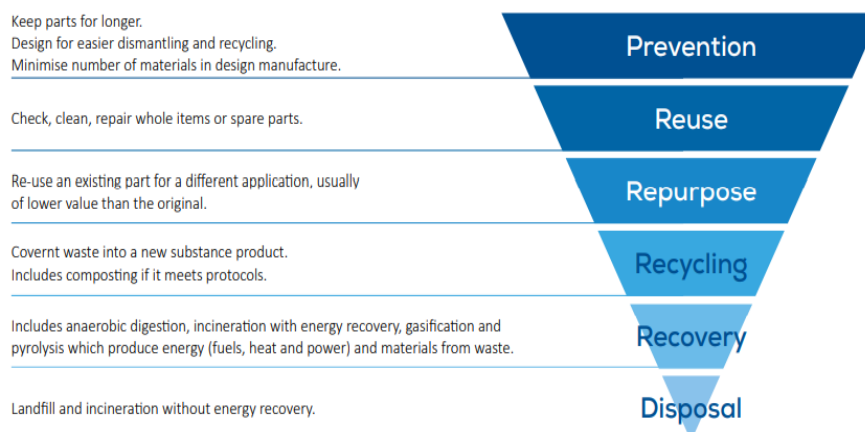 Keep parts for longer.
Design for easier dismantling and recycling.
Minimise number of materials in design manufacture.
Prevention
Check, clean, repair whole items or spare parts.
Reuse
Re-use an existing part for a different application, usually
of lower value than the original.
Repurpose
Covernt waste into a new substance product.
Includes composting if it meets protocols.
Recycling
Includes anaerobic digestion, incineration with energy recovery, gasification and
pyrolysis which produce energy (fuels, heat and power) and materials from waste.
Recovery
Landfill and incineration without energy recovery.
Disposal